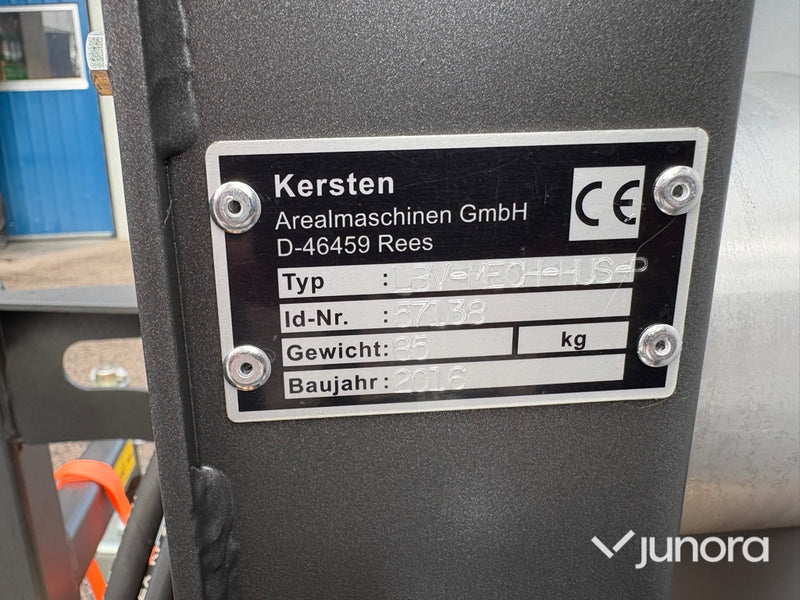 Kersten
Arealmaschinen GmbH
D-46459 Rees
CE
Typ : LBV-MECH-HUS-P
Id-Nr. : 57138
Gewicht: 85 kg
Baujahr : 2016
junora